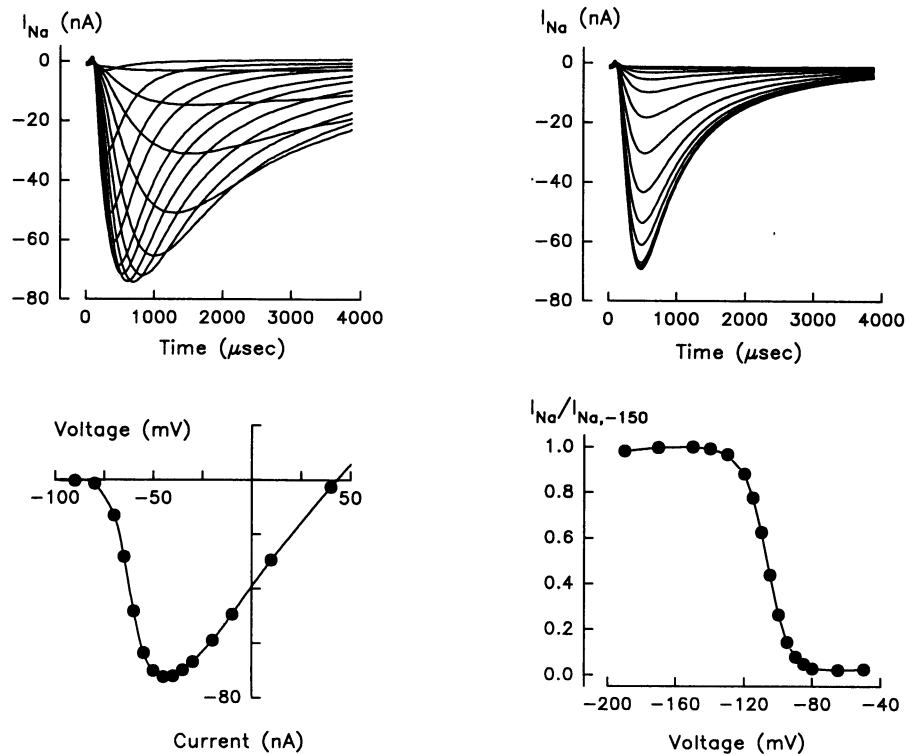 I_Na (nA)
0
−20
−40
−60
−80
0 1000 2000 3000 4000
Time (μsec)
I_Na (nA)
0
−20
−40
−60
−80
0 1000 2000 3000 4000
Time (μsec)
Voltage (mV)
−100 −50 50
−80
Current (nA)
I_Na/I_Na,−150
1.0
0.8
0.6
0.4
0.2
0.0
−200 −160 −120 −80 −40
Voltage (mV)